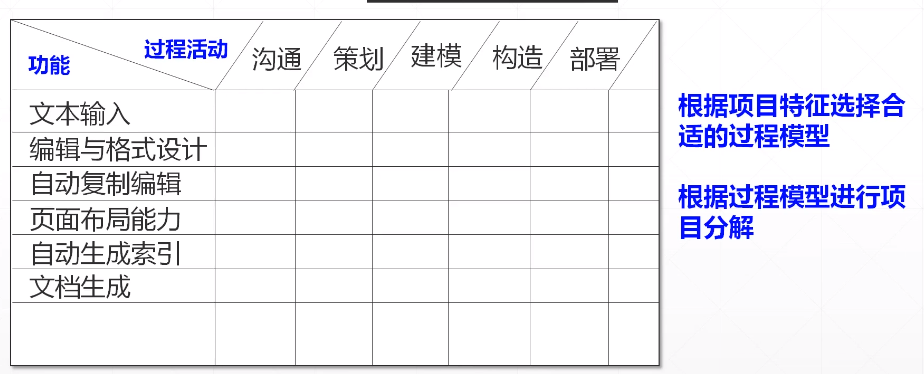 过程活动
功能
沟通 策划 建模 构造 部署
文本输入
编辑与格式设计
自动复制编辑
页面布局能力
自动生成索引
文档生成
根据项目特征选择合
适的过程模型
根据过程模型进行项
目分解